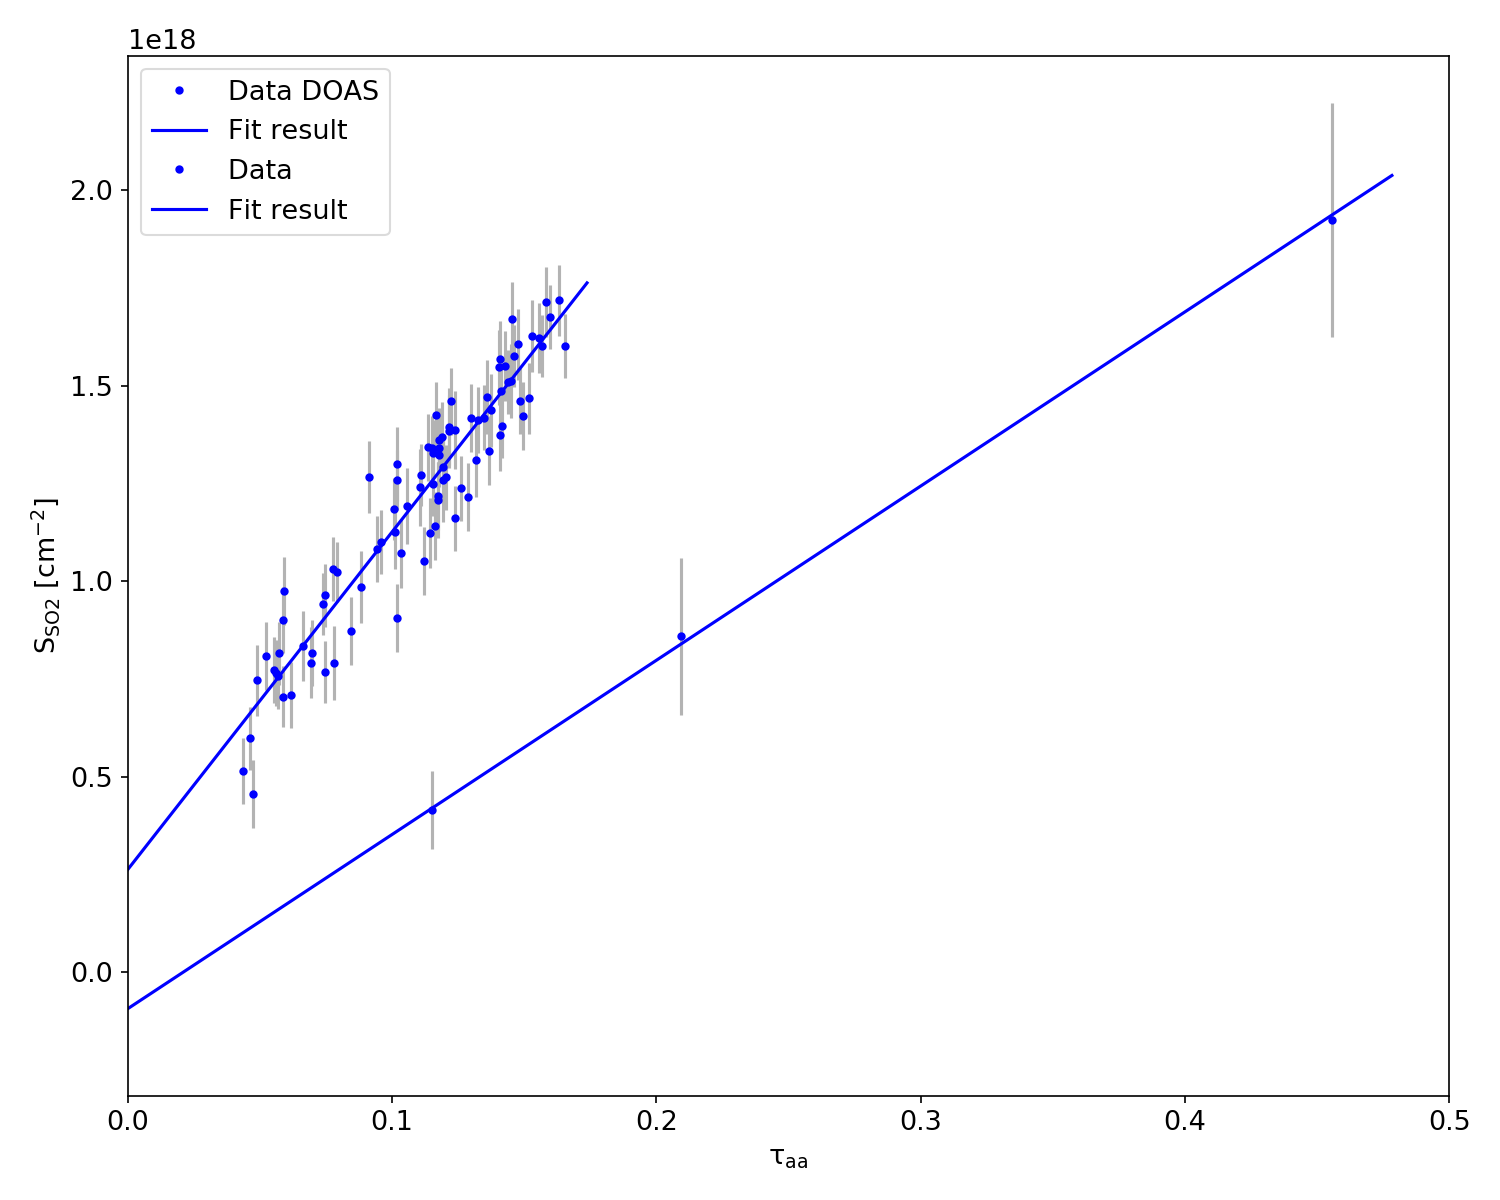 1e18
Data DOAS
Fit result
Data
Fit result
2.0
1.5
1.0
0.5
0.0
S_SO2 [cm^−2]
0.0 0.1 0.2 0.3 0.4 0.5
τ_aa